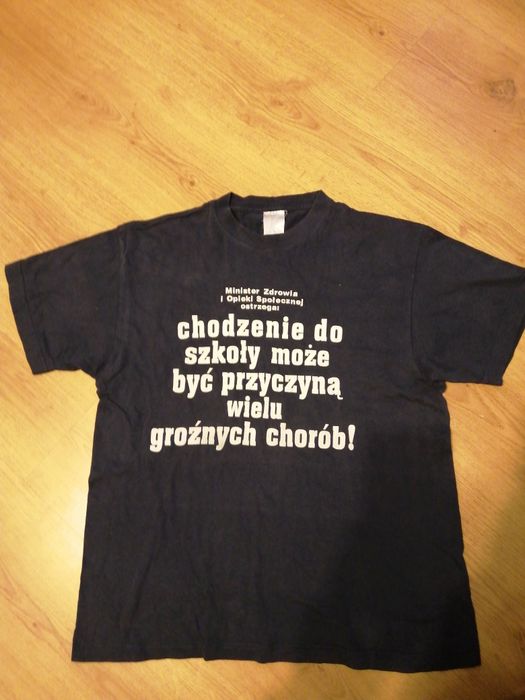 Minister Zdrowia
i Opieki Społecznej
ostrzega:
chodzenie do
szkoły może
być przyczyną
wielu
groźnych chorób!